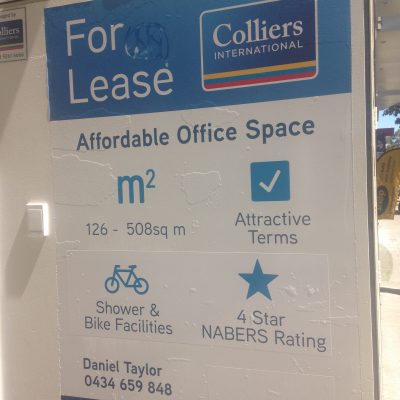 For
Lease
Colliers
INTERNATIONAL
Affordable Office Space
m²
126 - 508sq m
Attractive
Terms
Shower &
Bike Facilities
4 Star
NABERS Rating
Daniel Taylor
0434 659 848